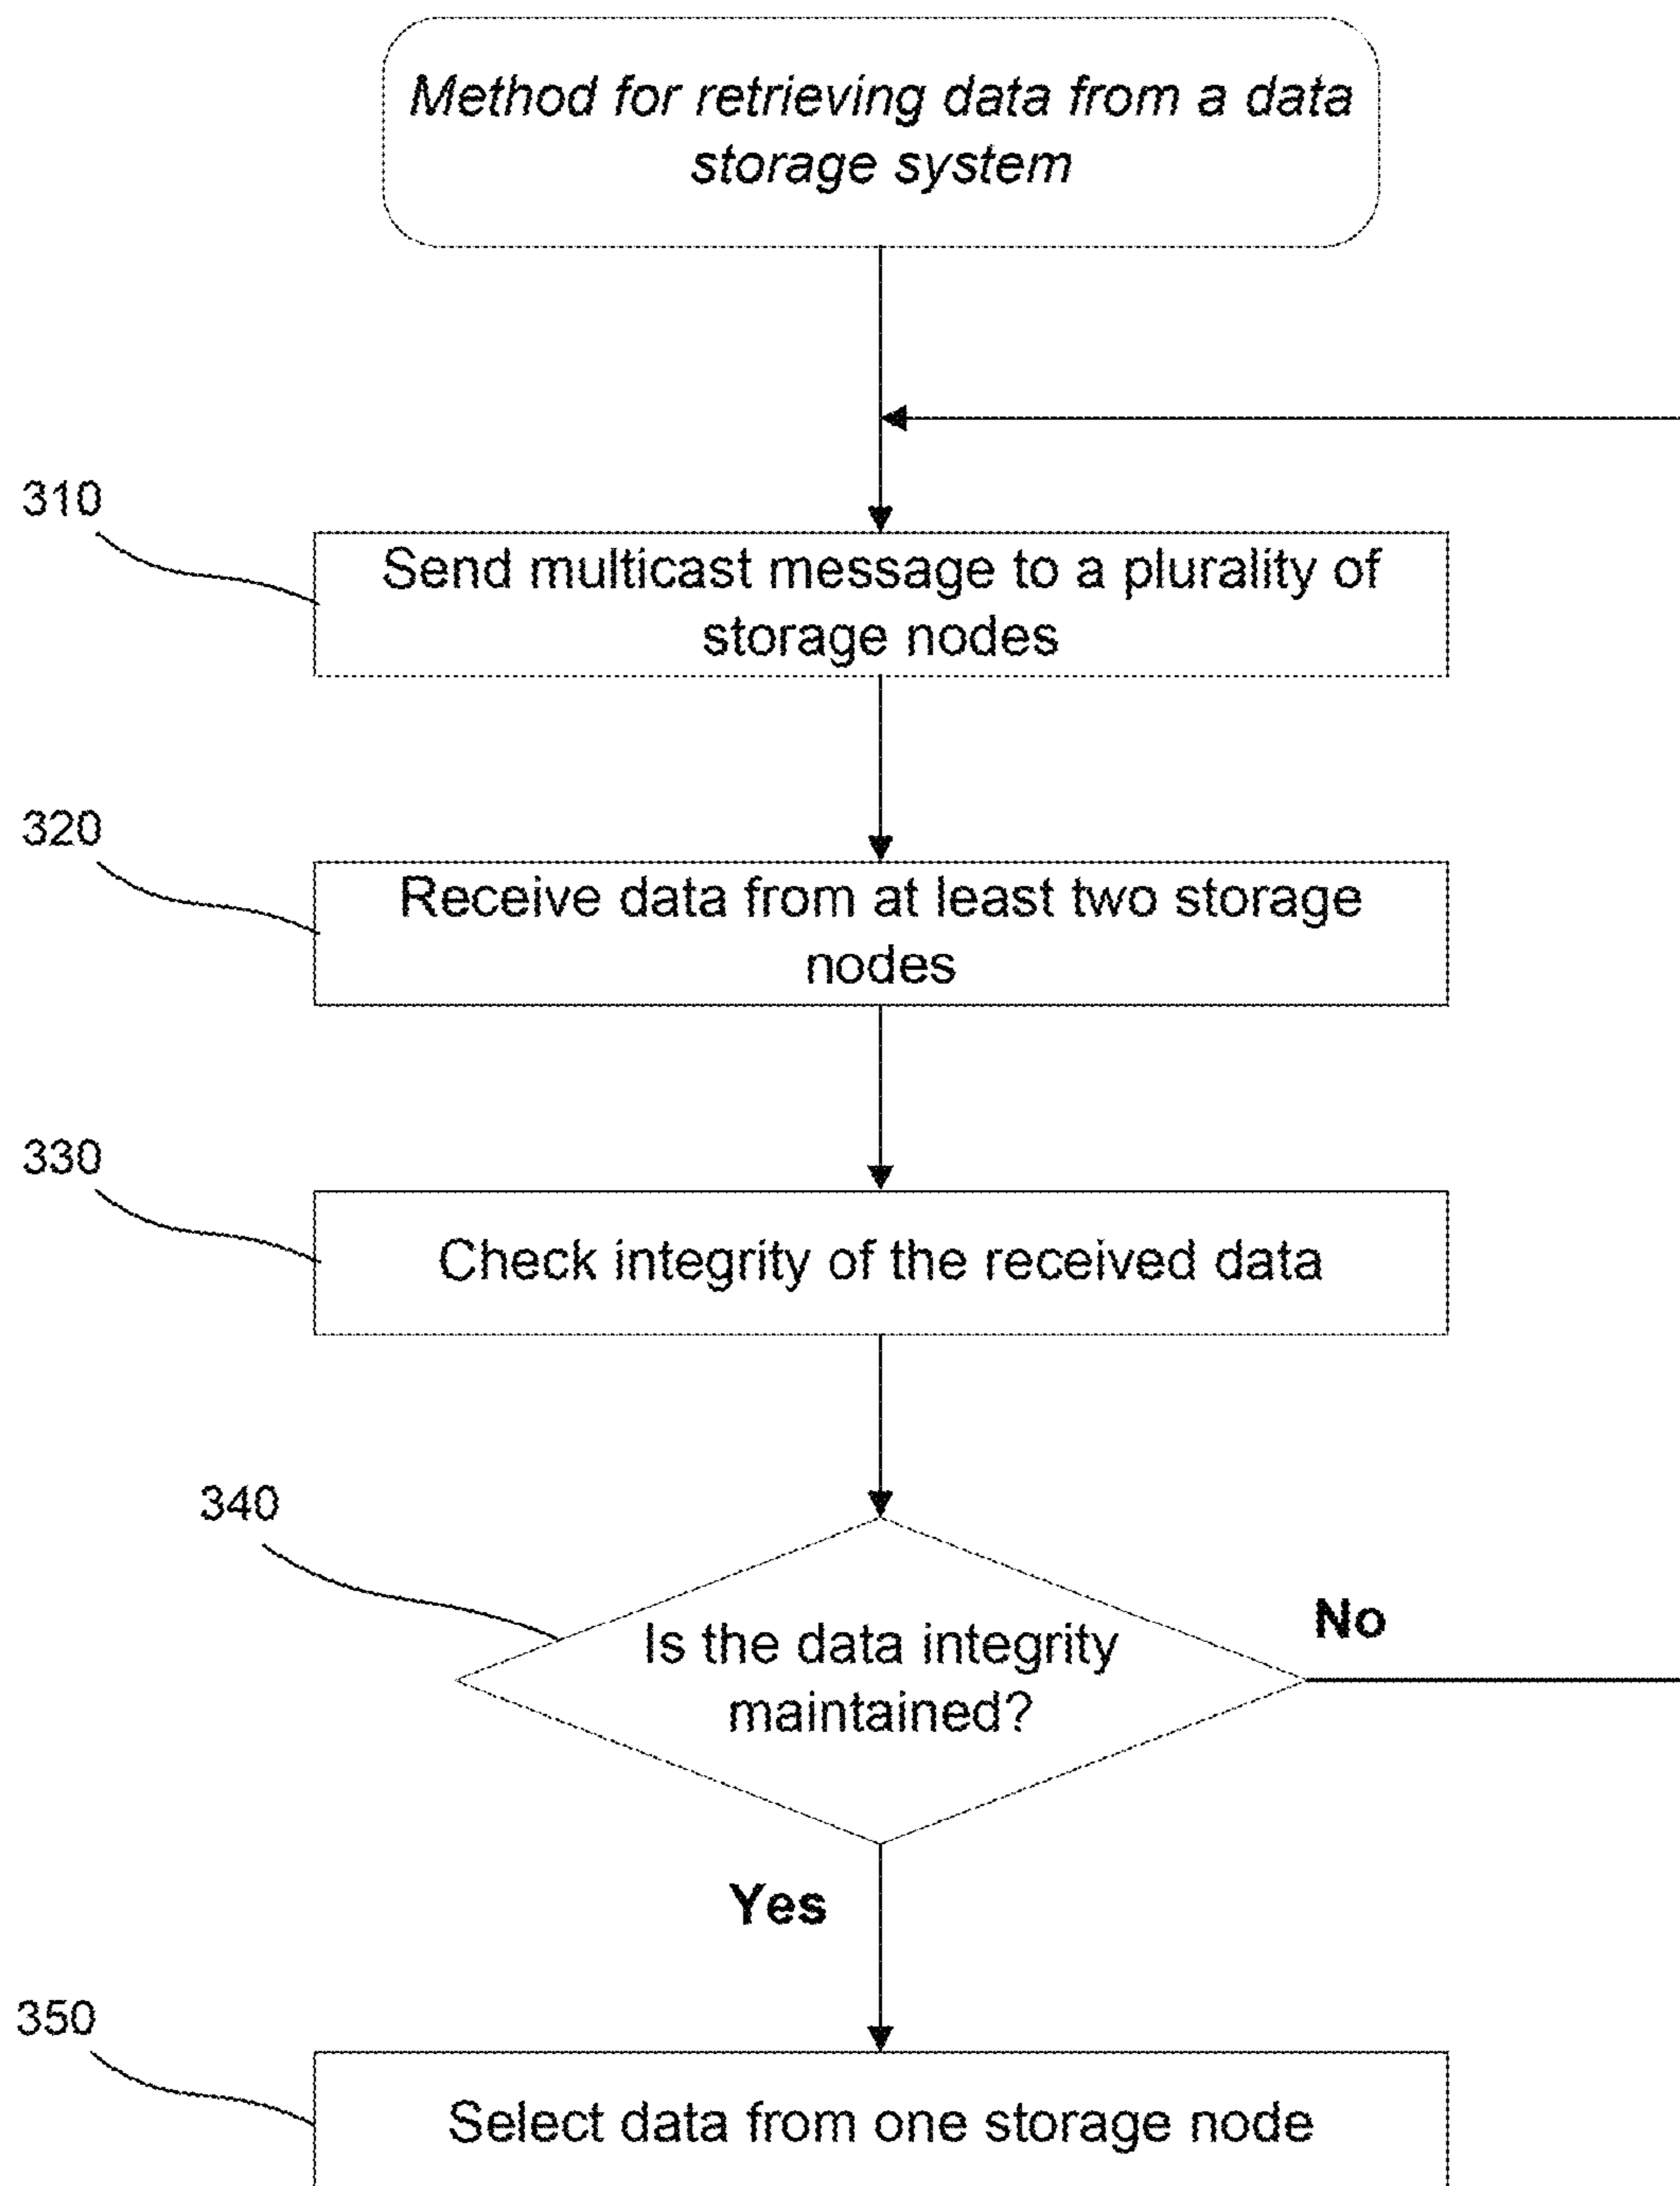 Method for retrieving data from a data
storage system
310
Send multicast message to a plurality of
storage nodes
320
Receive data from at least two storage
nodes
330
Check integrity of the received data
340
Is the data integrity
maintained?
No
Yes
350
Select data from one storage node